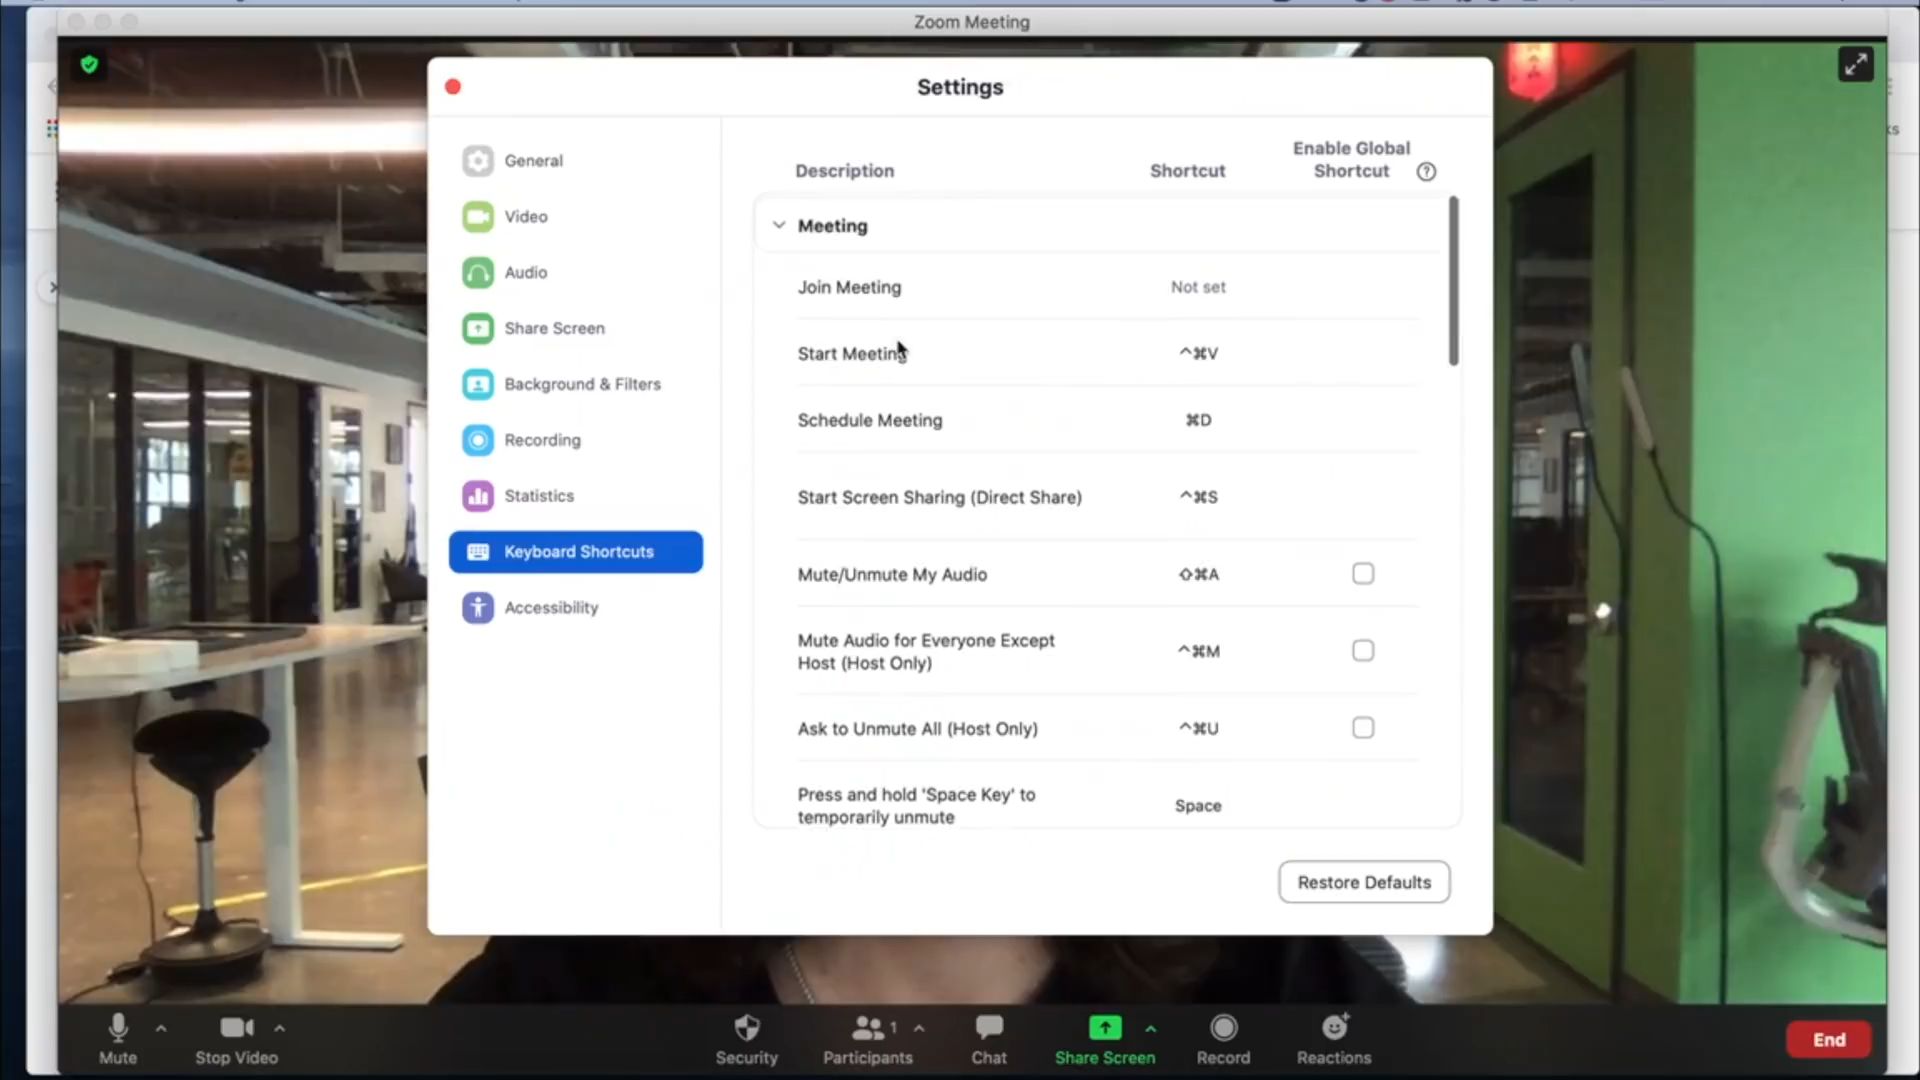 Zoom Meeting
Settings
General
Video
Audio
Share Screen
Background & Filters
Recording
Statistics
Keyboard Shortcuts
Accessibility
Description
Shortcut
Enable Global
Shortcut
Meeting
Join Meeting
Not set
Start Meeting
^⌘V
Schedule Meeting
⌘D
Start Screen Sharing (Direct Share)
^⌘S
Mute/Unmute My Audio
⇧⌘A
Mute Audio for Everyone Except
Host (Host Only)
^⌘M
Ask to Unmute All (Host Only)
^⌘U
Press and hold 'Space Key' to
temporarily unmute
Space
Restore Defaults
Mute
Stop Video
Security
Participants
1
Chat
Share Screen
Record
Reactions
End